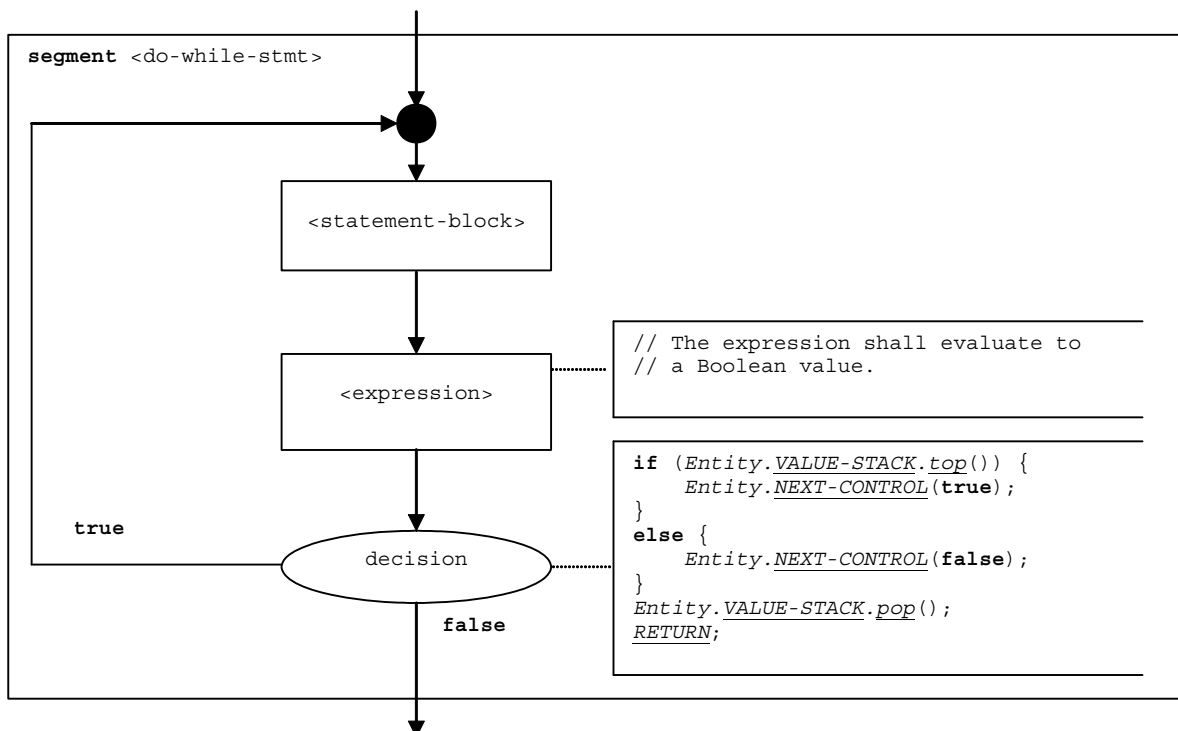 segment <do-while-stmt>
<statement-block>
// The expression shall evaluate to
// a Boolean value.
<expression>
if (Entity.VALUE-STACK.top()) {
Entity.NEXT-CONTROL(true);
}
else {
Entity.NEXT-CONTROL(false);
}
Entity.VALUE-STACK.pop();
RETURN;
true
decision
false